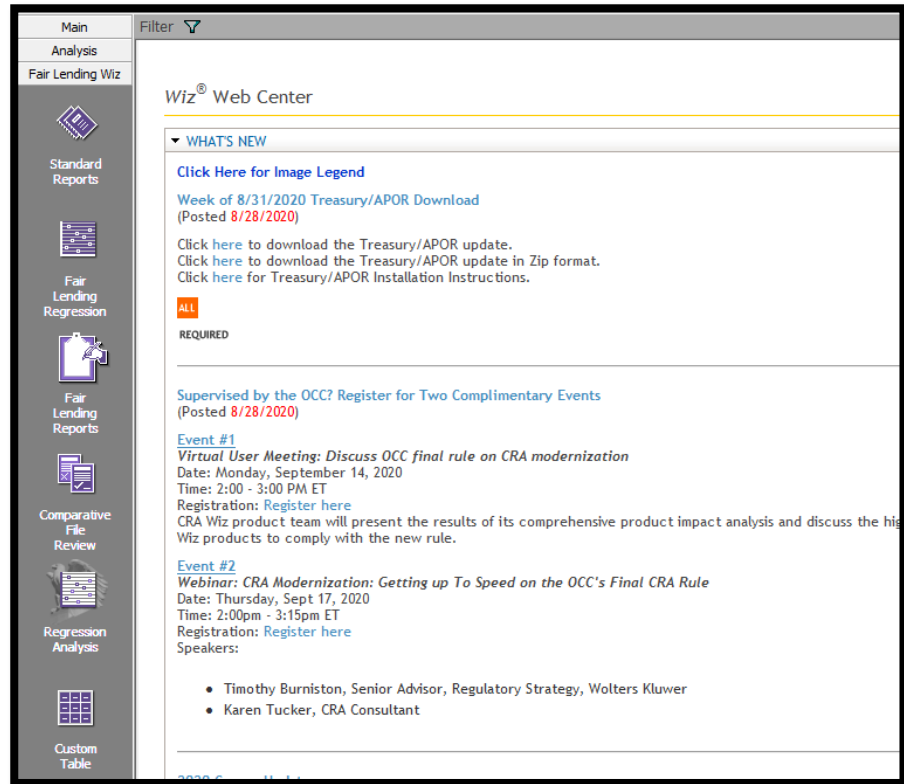 Main
Analysis
Fair Lending Wiz
Standard
Reports
Fair
Lending
Regression
Fair
Lending
Reports
Comparative
File
Review
Regression
Analysis
Custom
Table
Filter
Wiz® Web Center
WHAT'S NEW
Click Here for Image Legend
Week of 8/31/2020 Treasury/APOR Download
(Posted 8/28/2020)
Click here to download the Treasury/APOR update.
Click here to download the Treasury/APOR update in Zip format.
Click here for Treasury/APOR Installation Instructions.
ALL
REQUIRED
Supervised by the OCC? Register for Two Complimentary Events
(Posted 8/28/2020)
Event #1
Virtual User Meeting: Discuss OCC final rule on CRA modernization
Date: Monday, September 14, 2020
Time: 2:00 - 3:00 PM ET
Registration: Register here
CRA Wiz product team will present the results of its comprehensive product impact analysis and discuss the
Wiz products to comply with the new rule.
Event #2
Webinar: CRA Modernization: Getting up To Speed on the OCC's Final CRA Rule
Date: Thursday, Sept 17, 2020
Time: 2:00pm - 3:15pm ET
Registration: Register here
Speakers:
• Timothy Burniston, Senior Advisor, Regulatory Strategy, Wolters Kluwer
• Karen Tucker, CRA Consultant